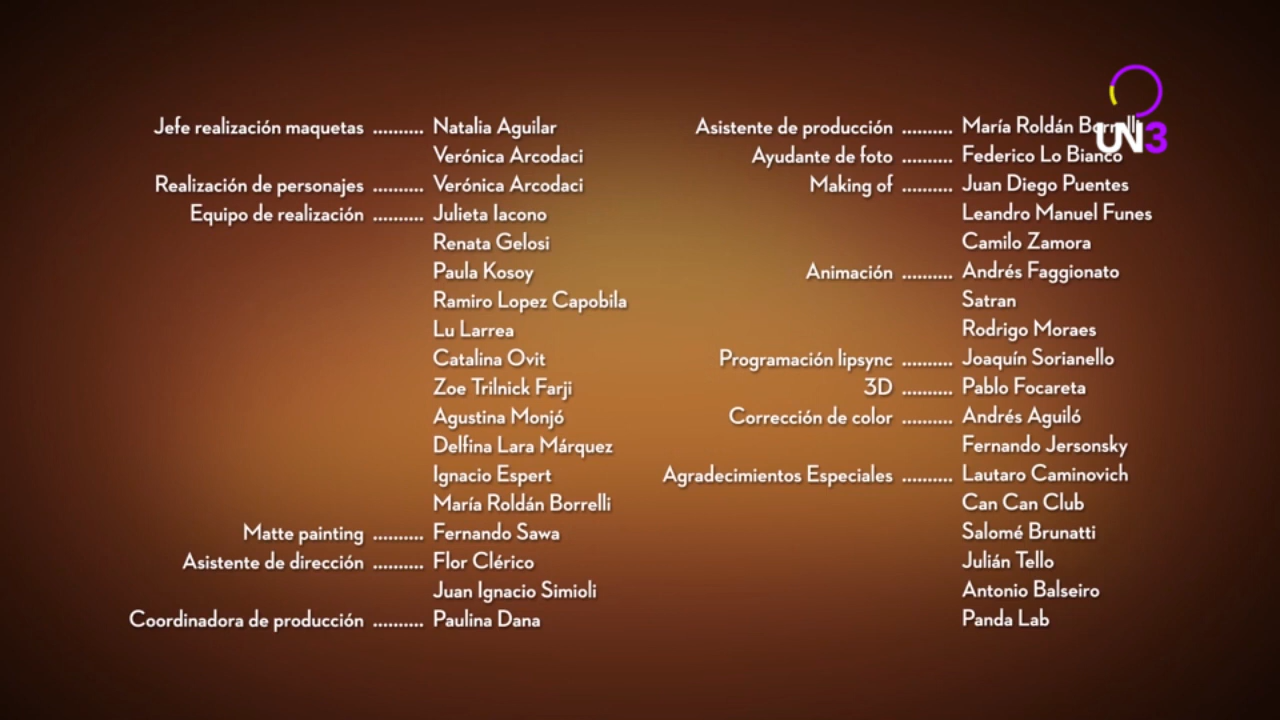 Jefe realización maquetas .......... Natalia Aguilar
Verónica Arcodaci
Realización de personajes .......... Verónica Arcodaci
Equipo de realización .......... Julieta Iacono
Renata Gelosi
Paula Kosoy
Ramiro Lopez Capobila
Lu Larrea
Catalina Ovit
Zoe Trilnick Farji
Agustina Monjó
Delfina Lara Márquez
Ignacio Espert
María Roldán Borrelli
Matte painting .......... Fernando Sawa
Asistente de dirección .......... Flor Clérico
Juan Ignacio Simioli
Coordinadora de producción .......... Paulina Dana
Asistente de producción .......... María Roldán Borrelli
Ayudante de foto .......... Federico Lo Bianco
Making of .......... Juan Diego Puentes
Leandro Manuel Funes
Camilo Zamora
Animación .......... Andrés Faggionato
Satran
Rodrigo Moraes
Programación lipsync .......... Joaquín Sorianello
3D .......... Pablo Focareta
Corrección de color .......... Andrés Aguiló
Fernando Jersonsky
Agradecimientos Especiales .......... Lautaro Caminovich
Can Can Club
Salomé Brunatti
Julián Tello
Antonio Balseiro
Panda Lab
UN3